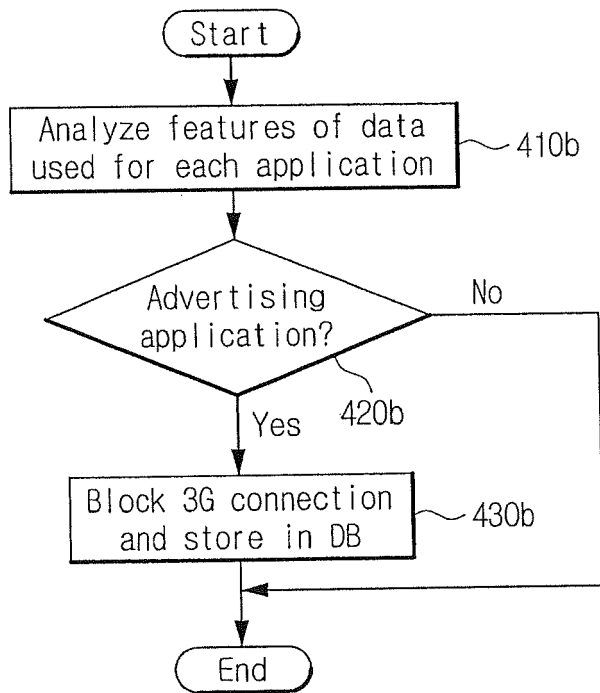 Start
Analyze features of data
used for each application
410b
Advertising
application?
No
420b
Yes
Block 3G connection
and store in DB
430b
End